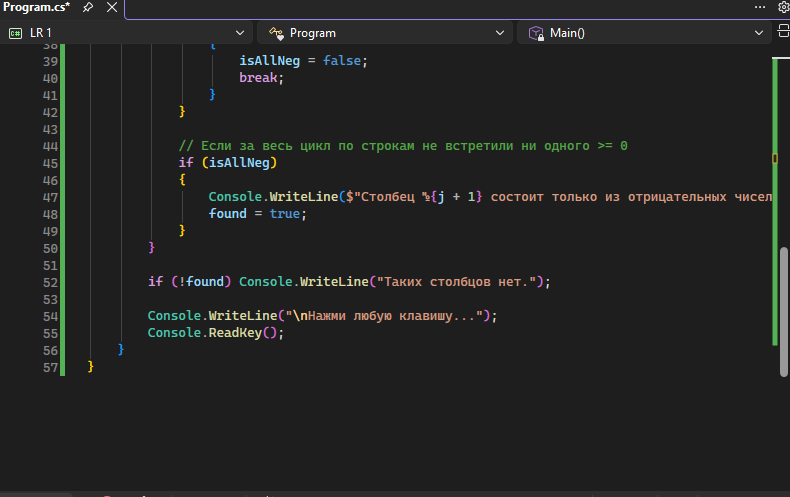 Program.cs*
C# LR 1 Program Main()
38 {
39 isAllNeg = false;
40 break;
41 }
42 }
43
44 // Если за весь цикл по строкам не встретили ни одного >= 0
45 if (isAllNeg)
46 {
47 Console.WriteLine($"Столбец №{j + 1} состоит только из отрицательных чисел
48 found = true;
49 }
50 }
51
52 if (!found) Console.WriteLine("Таких столбцов нет.");
53
54 Console.WriteLine("\nНажми любую клавишу...");
55 Console.ReadKey();
56 }
57 }